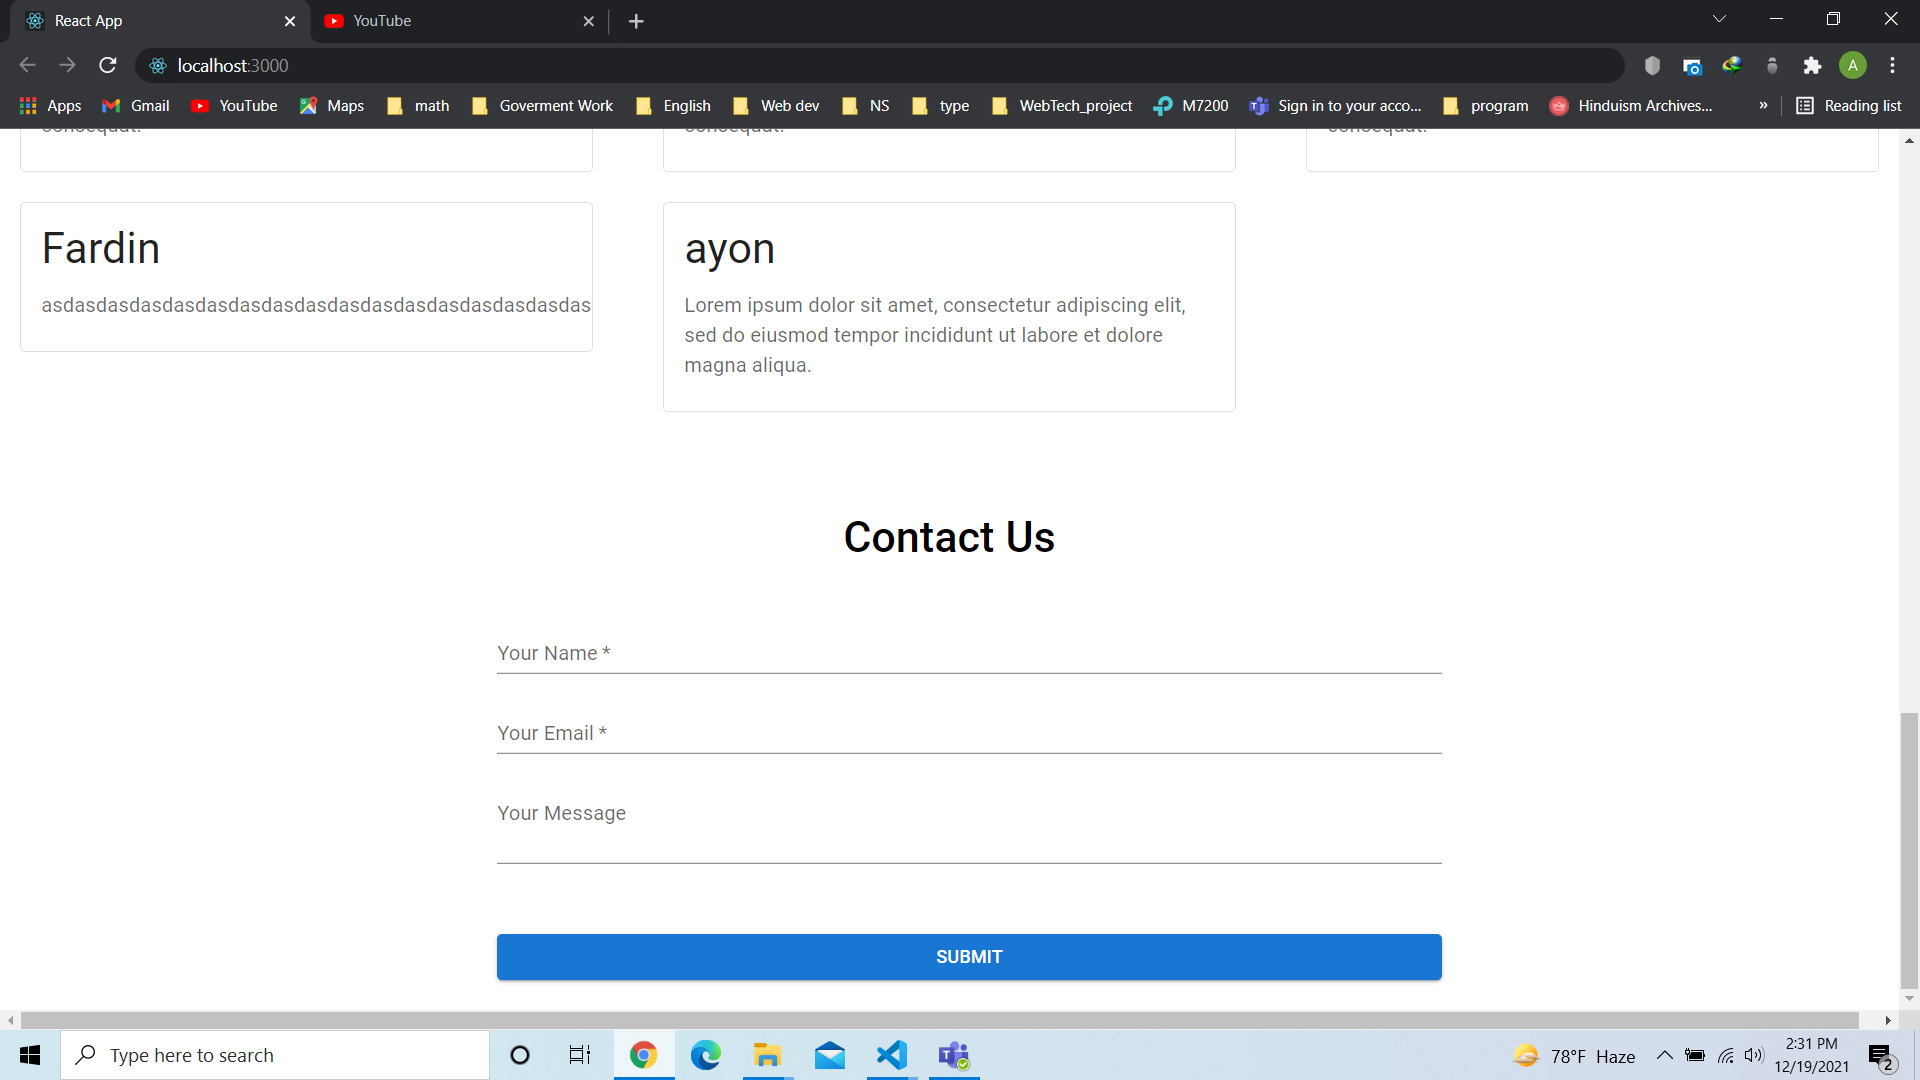 React App
YouTube
localhost:3000
A
Apps
Gmail
YouTube
Maps
math
Goverment Work
English
Web dev
NS
type
WebTech_project
M7200
Sign in to your acco...
program
Hinduism Archives...
»
Reading list
consequat.
consequat.
consequat.
Fardin
asdasdasdasdasdasdasdasdasdasdasdasdasdasdasdasdas
ayon
Lorem ipsum dolor sit amet, consectetur adipiscing elit,
sed do eiusmod tempor incididunt ut labore et dolore
magna aliqua.
Contact Us
Your Name *
Your Email *
Your Message
SUBMIT
Type here to search
78°F Haze
2:31 PM
12/19/2021
2